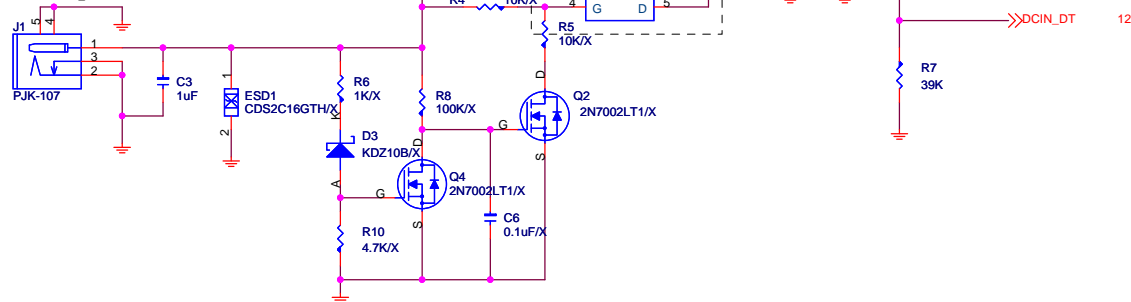 R4
10K/X
4
G
D
5
R5
10K/X
DCIN_DT
12
J1
5
4
1
3
2
PJK-107
C3
1uF
1
ESD1
CDS2C16GTH/X
2
R6
1K/X
K
D3
KDZ10B/X
A
R8
100K/X
D
G
Q4
2N7002LT1/X
S
D
G
Q2
2N7002LT1/X
S
C6
0.1uF/X
R10
4.7K/X
R7
39K